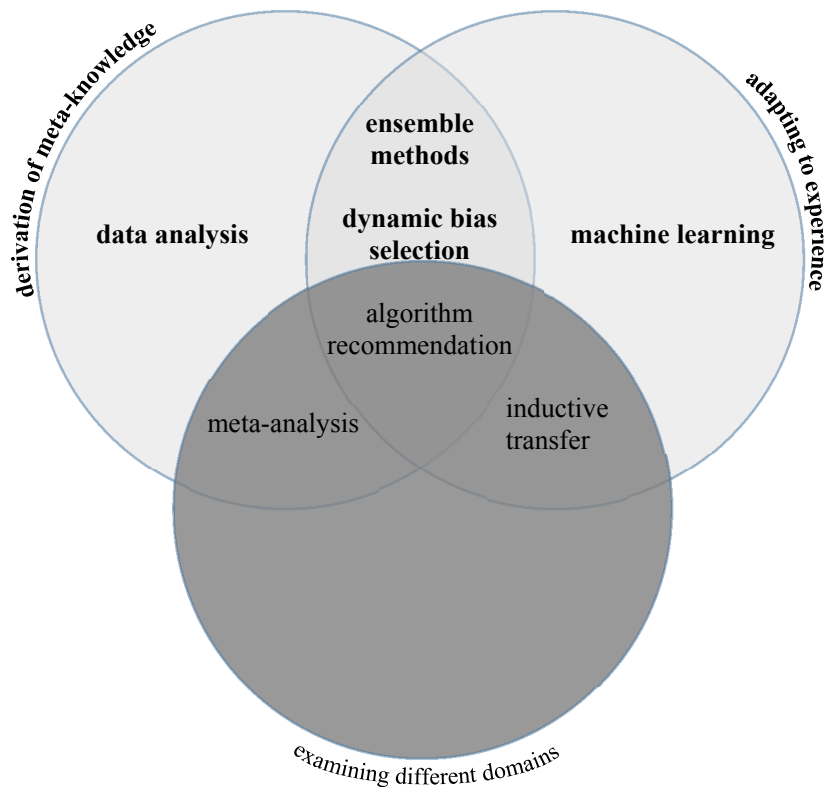 derivation of meta-knowledge
adapting to experience
ensemble
methods
data analysis
dynamic bias
selection
machine learning
algorithm
recommendation
meta-analysis
inductive
transfer
examining different domains